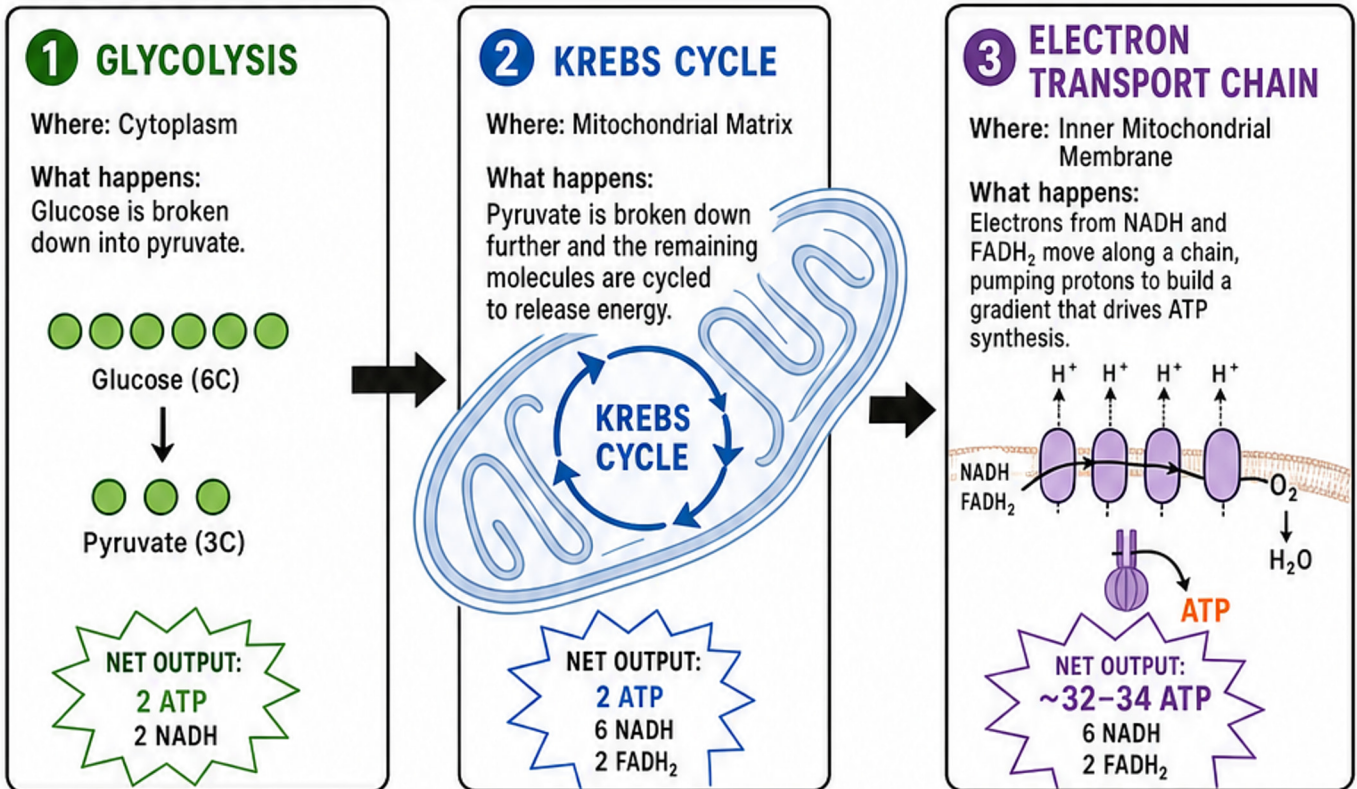 1 GLYCOLYSIS
Where: Cytoplasm
What happens:
Glucose is broken
down into pyruvate.
Glucose (6C)
Pyruvate (3C)
NET OUTPUT:
2 ATP
2 NADH
2 KREBS CYCLE
Where: Mitochondrial Matrix
What happens:
Pyruvate is broken down
further and the remaining
molecules are cycled
to release energy.
KREBS
CYCLE
NET OUTPUT:
2 ATP
6 NADH
2 FADH₂
3 ELECTRON
TRANSPORT CHAIN
Where: Inner Mitochondrial
Membrane
What happens:
Electrons from NADH and
FADH₂ move along a chain,
pumping protons to build a
gradient that drives ATP
synthesis.
H⁺ H⁺ H⁺ H⁺
NADH
FADH₂
O₂
H₂O
ATP
NET OUTPUT:
~32–34 ATP
6 NADH
2 FADH₂